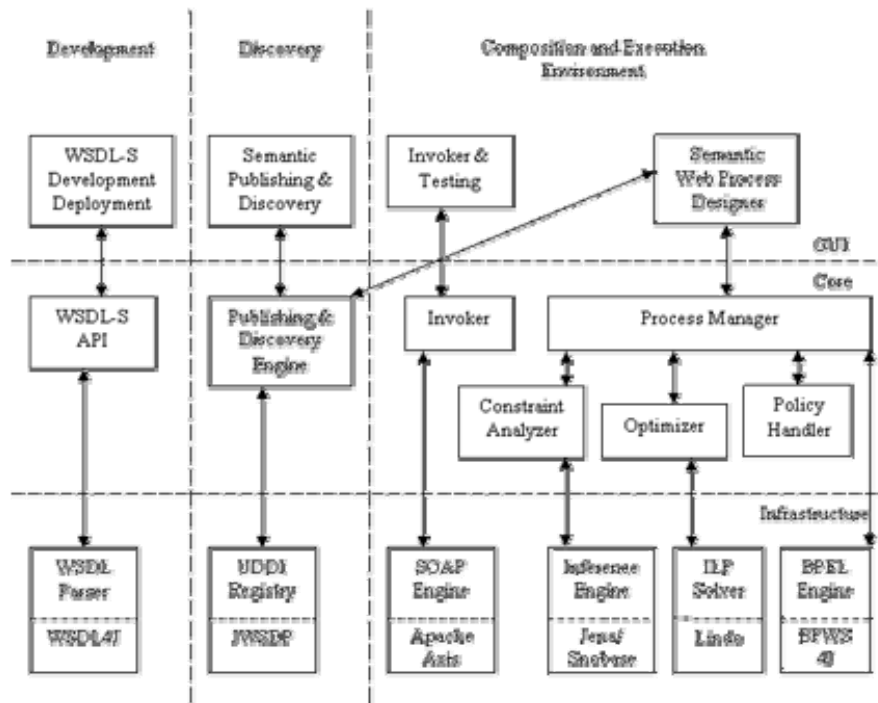 Development
Discovery
Composition and Execution
Environment
WSDL-S
Development
Deployment
Semantic
Publishing &
Discovery
Invoker &
Testing
Semantic
Web Process
Designer
GUI
Core
WSDL-S
API
Publishing &
Discovery
Engine
Invoker
Process Manager
Constraint
Analyzer
Optimizer
Policy
Handler
Infrastructure
WSDL
Parser
WSDL4J
UDDI
Registry
JWSDP
SOAP
Engine
Apache
Axis
Inference
Engine
Jena/
Snobase
ILP
Solver
Lindo
BPEL
Engine
BPWS
4J